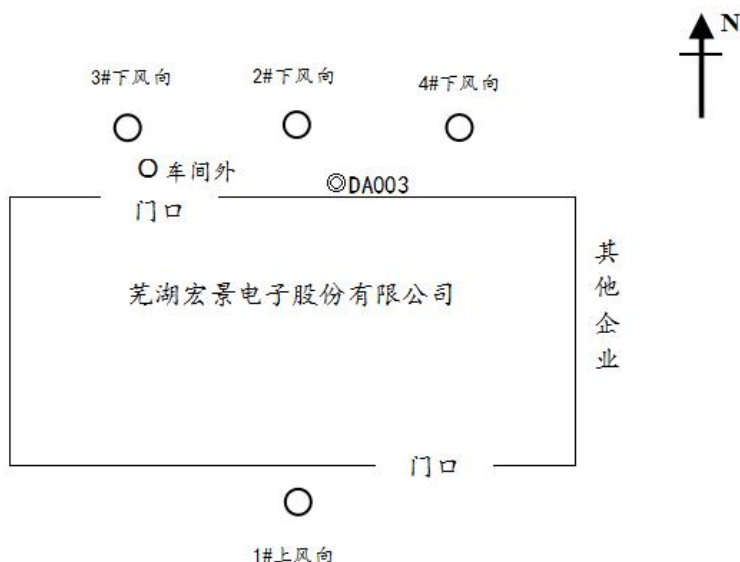 N
3#下风向
2#下风向
4#下风向
车间外
DA003
门口
芜湖宏景电子股份有限公司
其他企业
门口
1#上风向